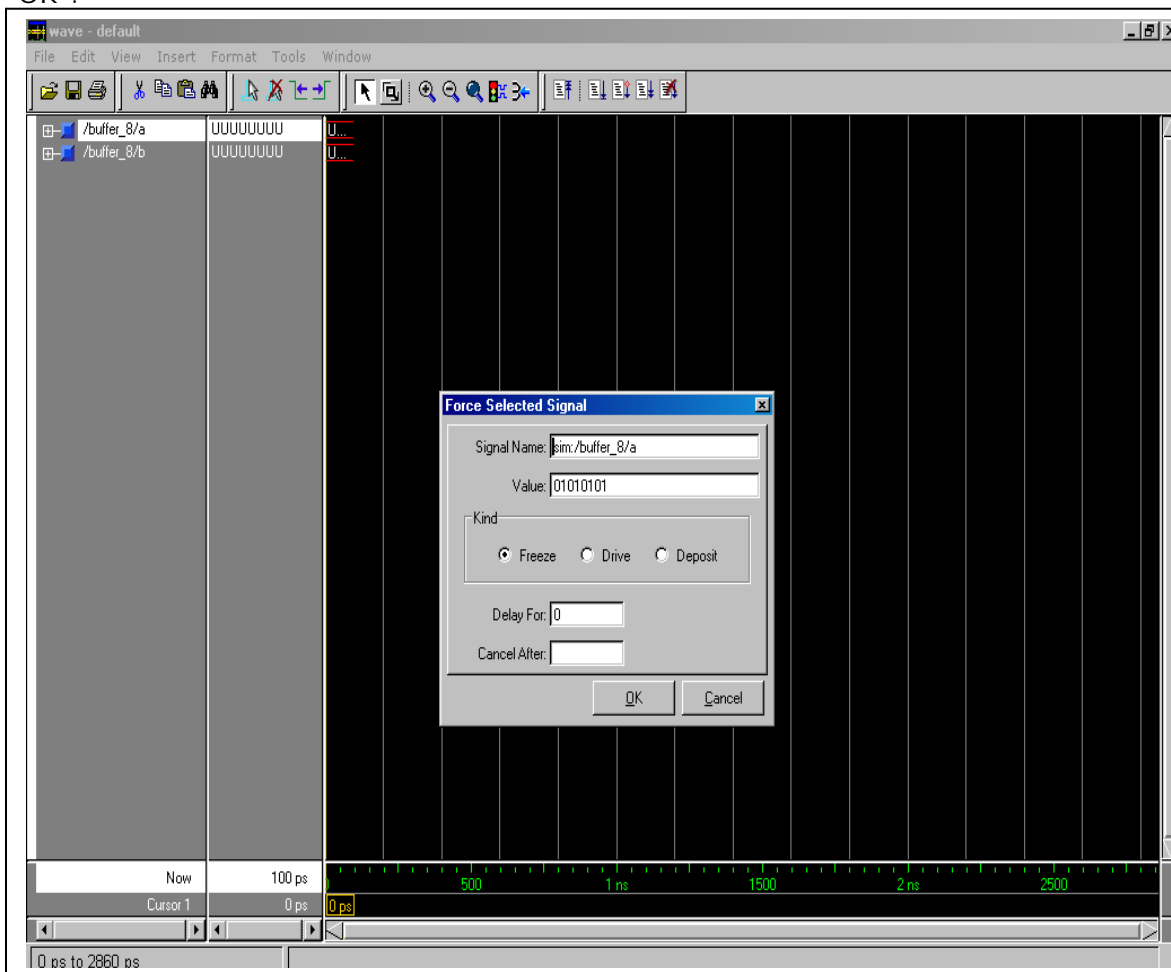 OK".
wave - default
File Edit View Insert Format Tools Window
/buffer_8/a UUUUUUUU U...
/buffer_8/b UUUUUUUU U...
Force Selected Signal
Signal Name: sim:/buffer_8/a
Value: 01010101
Kind
Freeze Drive Deposit
Delay For: 0
Cancel After:
OK Cancel
Now 100 ps
500 1 ns 1500 2 ns 2500
Cursor 1 0 ps 0 ps
0 ps to 2860 ps